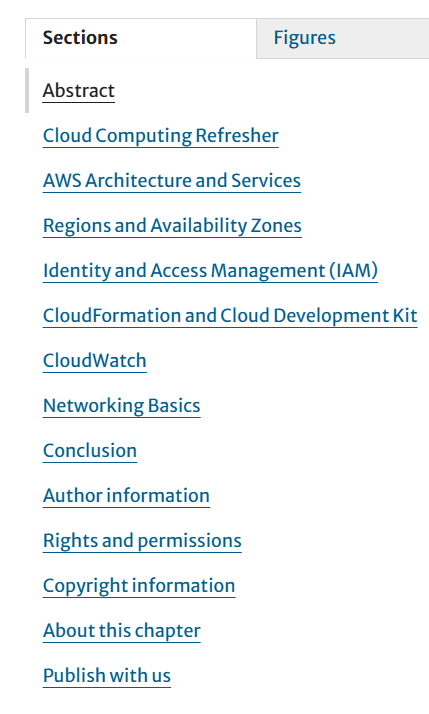 Sections
Figures
Abstract
Cloud Computing Refresher
AWS Architecture and Services
Regions and Availability Zones
Identity and Access Management (IAM)
CloudFormation and Cloud Development Kit
CloudWatch
Networking Basics
Conclusion
Author information
Rights and permissions
Copyright information
About this chapter
Publish with us